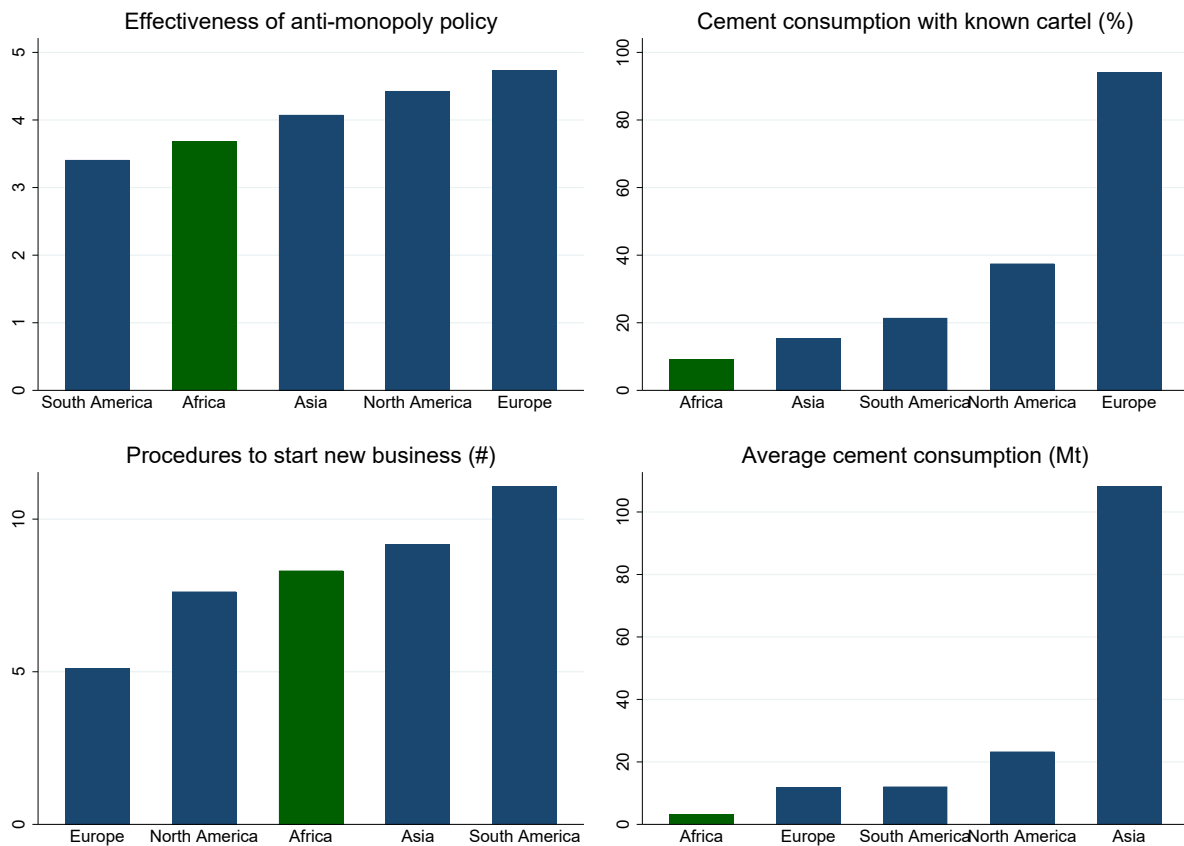 Effectiveness of anti-monopoly policy
5
4
3
2
1
0
South America Africa Asia North America Europe
Cement consumption with known cartel (%)
100
80
60
40
20
0
Africa Asia South America North America Europe
Procedures to start new business (#)
10
5
0
Europe North America Africa Asia South America
Average cement consumption (Mt)
100
80
60
40
20
0
Africa Europe South America North America Asia